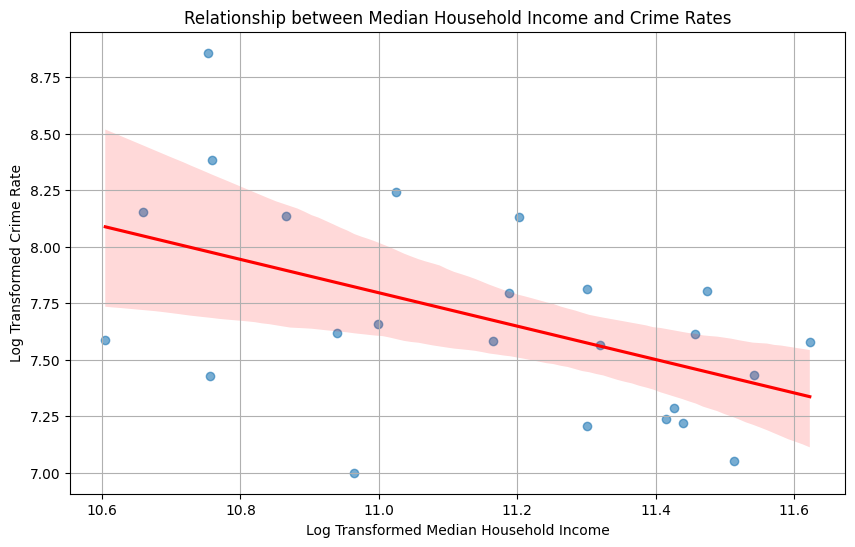 Relationship between Median Household Income and Crime Rates
8.75
8.50
8.25
8.00
7.75
7.50
7.25
7.00
Log Transformed Crime Rate
10.6 10.8 11.0 11.2 11.4 11.6
Log Transformed Median Household Income